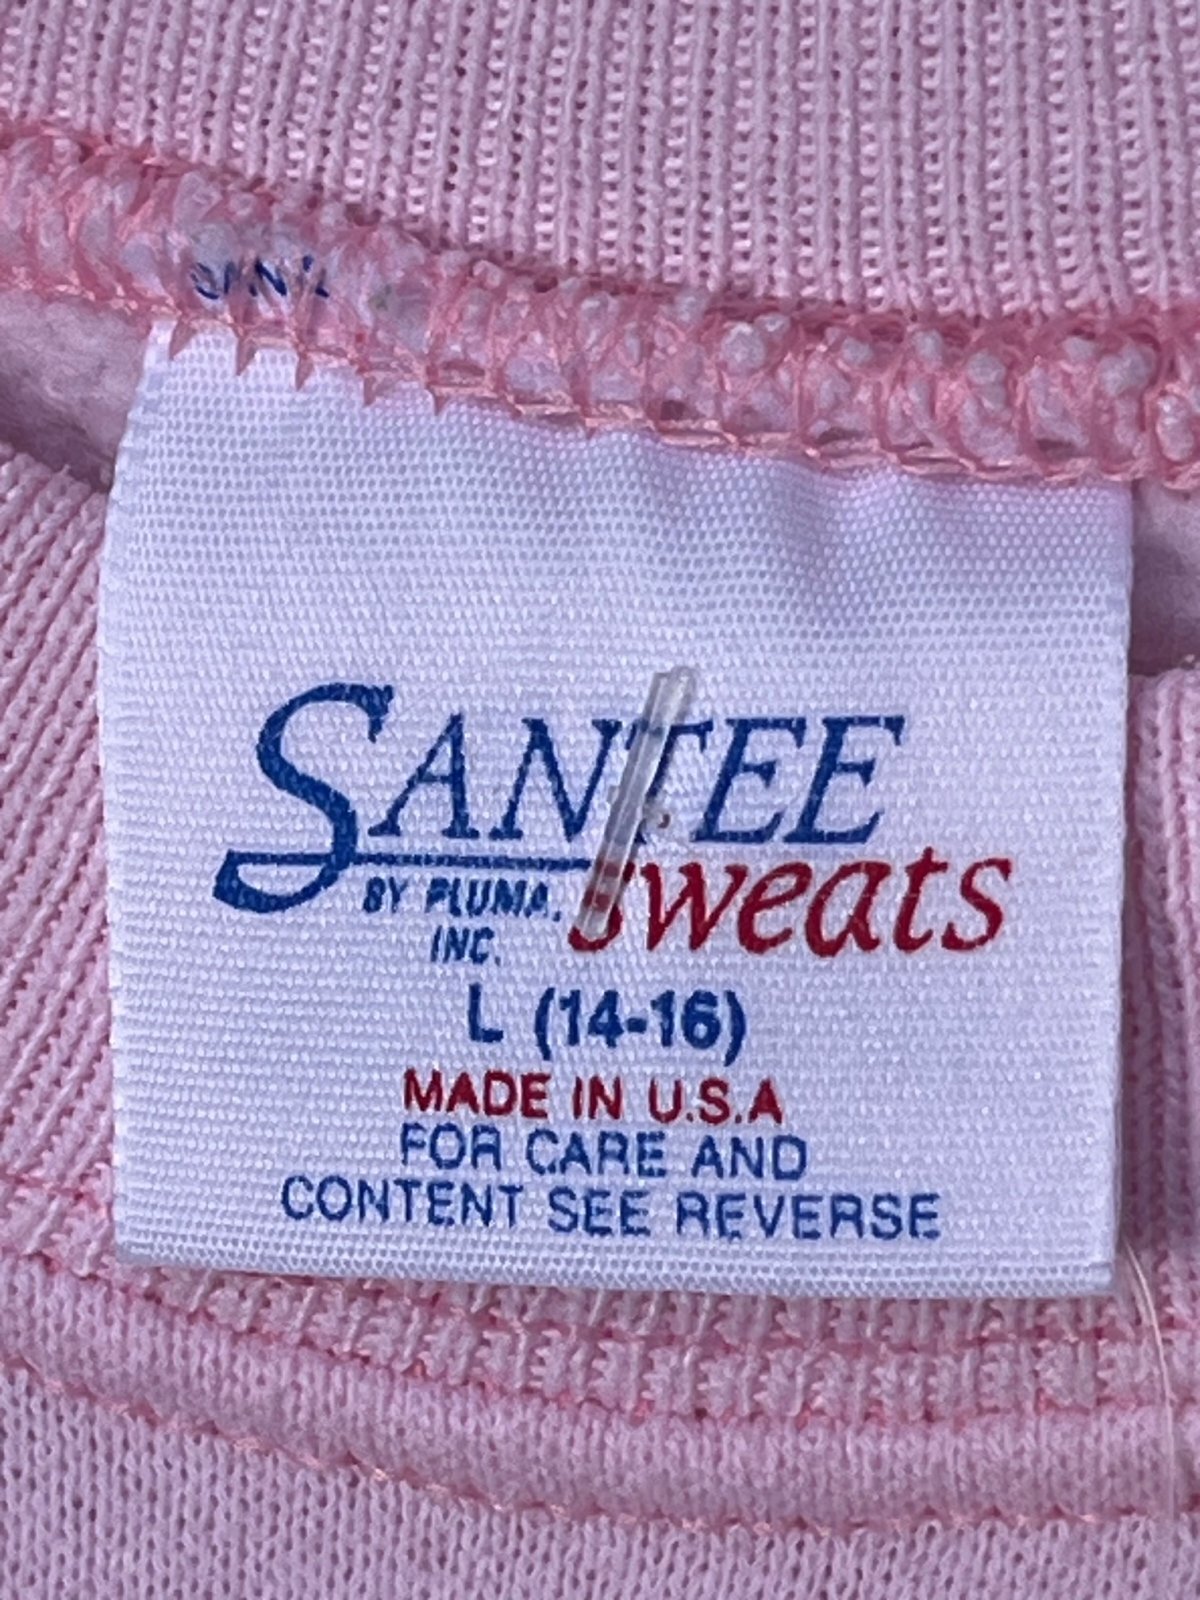 SANTEE
sweats
BY PLUMA,
INC.
L (14-16)
MADE IN U.S.A
FOR CARE AND
CONTENT SEE REVERSE